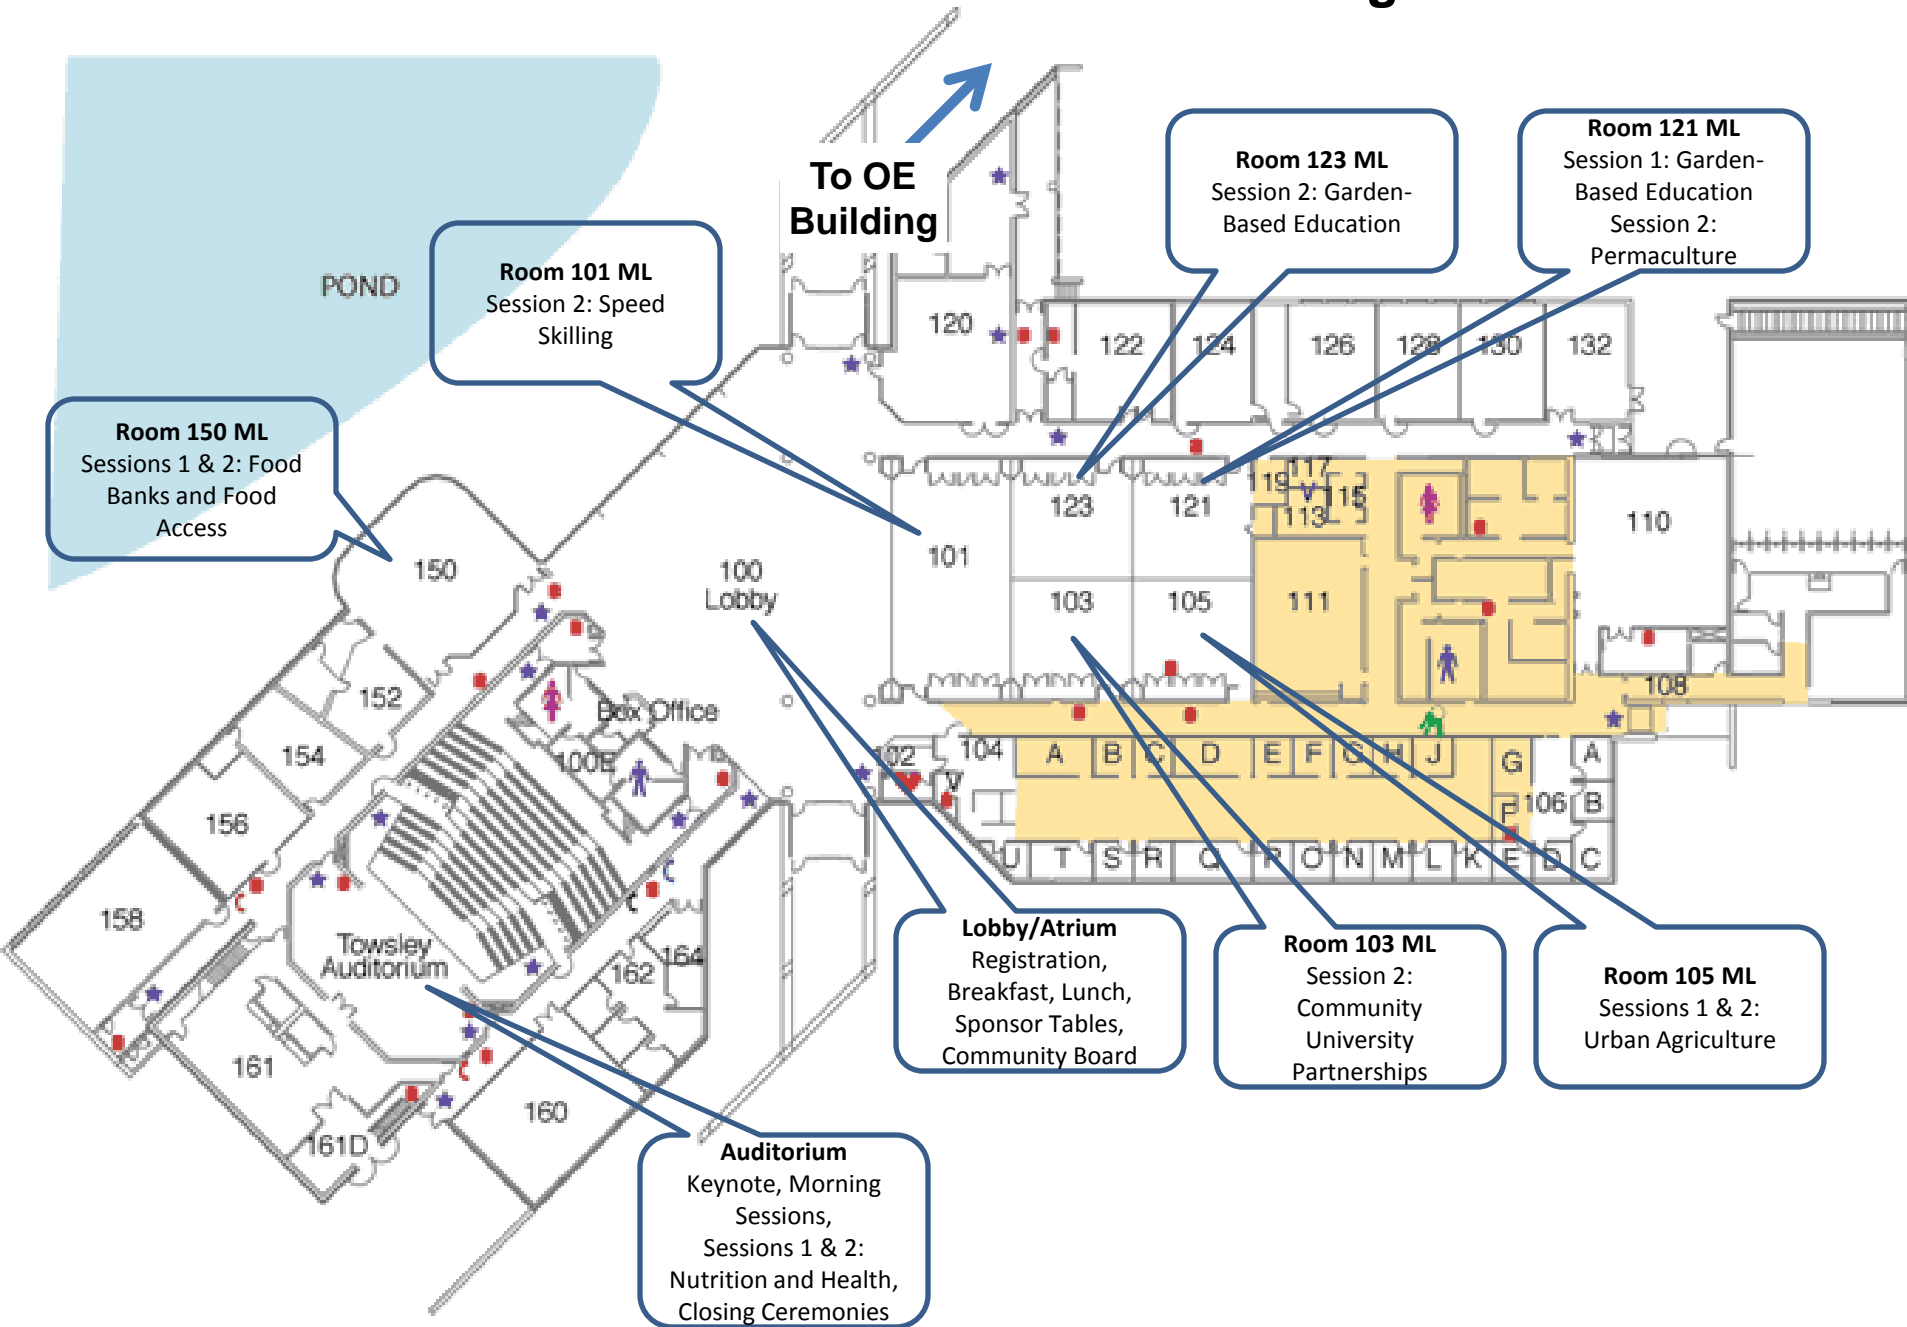 g
To OE
Building
Room 123 ML
Session 2: Garden-
Based Education
Room 121 ML
Session 1: Garden-
Based Education
Session 2:
Permaculture
Room 101 ML
Session 2: Speed
Skilling
POND
Room 150 ML
Sessions 1 & 2: Food
Banks and Food
Access
120
122
124
126
128
130
132
119
117
V
115
113
123
121
110
101
100
Lobby
103
105
111
150
152
154
156
158
108
Box Office
100E
102
V
104
A B C D E F G H J
G
F
106
A
B
C
U T S R Q P O N M L K E D
Towsley
Auditorium
162
164
161
161D
160
Lobby/Atrium
Registration,
Breakfast, Lunch,
Sponsor Tables,
Community Board
Room 103 ML
Session 2:
Community
University
Partnerships
Room 105 ML
Sessions 1 & 2:
Urban Agriculture
Auditorium
Keynote, Morning
Sessions,
Sessions 1 & 2:
Nutrition and Health,
Closing Ceremonies